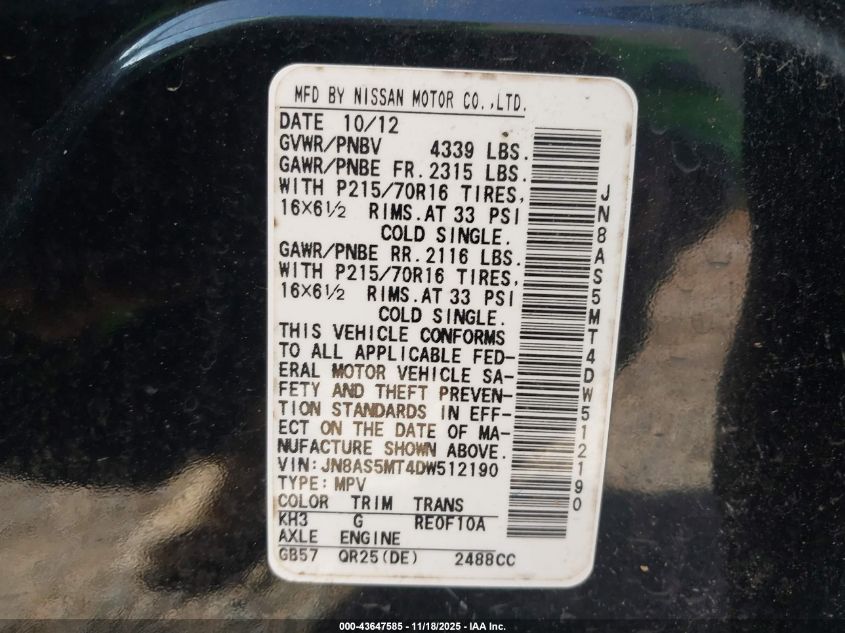 MFD BY NISSAN MOTOR CO.,LTD.
DATE 10/12
GVWR/PNBV 4339 LBS.
GAWR/PNBE FR. 2315 LBS.
WITH P215/70R16 TIRES,
16X6½ RIMS.AT 33 PSI
COLD SINGLE.
GAWR/PNBE RR. 2116 LBS.
WITH P215/70R16 TIRES,
16X6½ RIMS.AT 33 PSI
COLD SINGLE.
THIS VEHICLE CONFORMS
TO ALL APPLICABLE FED-
ERAL MOTOR VEHICLE SA-
FETY AND THEFT PREVEN-
TION STANDARDS IN EFF-
ECT ON THE DATE OF MA-
NUFACTURE SHOWN ABOVE.
VIN:JN8AS5MT4DW512190
TYPE: MPV
COLOR TRIM TRANS
KH3 G RE0F10A
AXLE ENGINE
GB57 QR25(DE) 2488CC
JN8AS5MT4DW512190
000-43647585 - 11/18/2025 - IAA Inc.